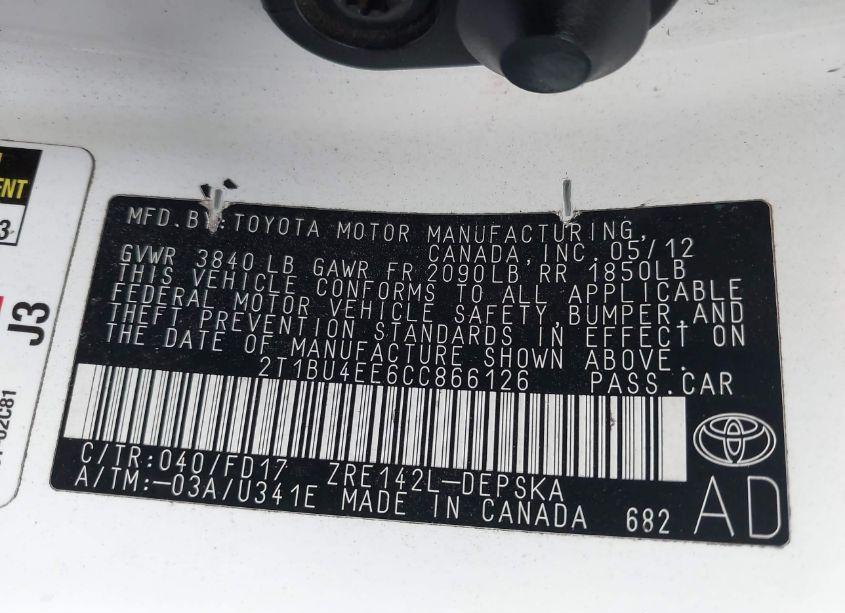 ENT
3
J3
02C81
MFD. BY: TOYOTA MOTOR MANUFACTURING,
CANADA, INC. 05/12
GVWR 3840 LB GAWR FR 2090LB RR 1850LB
THIS VEHICLE CONFORMS TO ALL APPLICABLE
FEDERAL MOTOR VEHICLE SAFETY, BUMPER, AND
THEFT PREVENTION STANDARDS IN EFFECT ON
THE DATE OF MANUFACTURE SHOWN ABOVE.
2T1BU4EE6CC866126 PASS.CAR
C/TR:040/FD17 ZRE142L-DEPSKA
A/TM:-03A/U341E MADE IN CANADA 682 AD